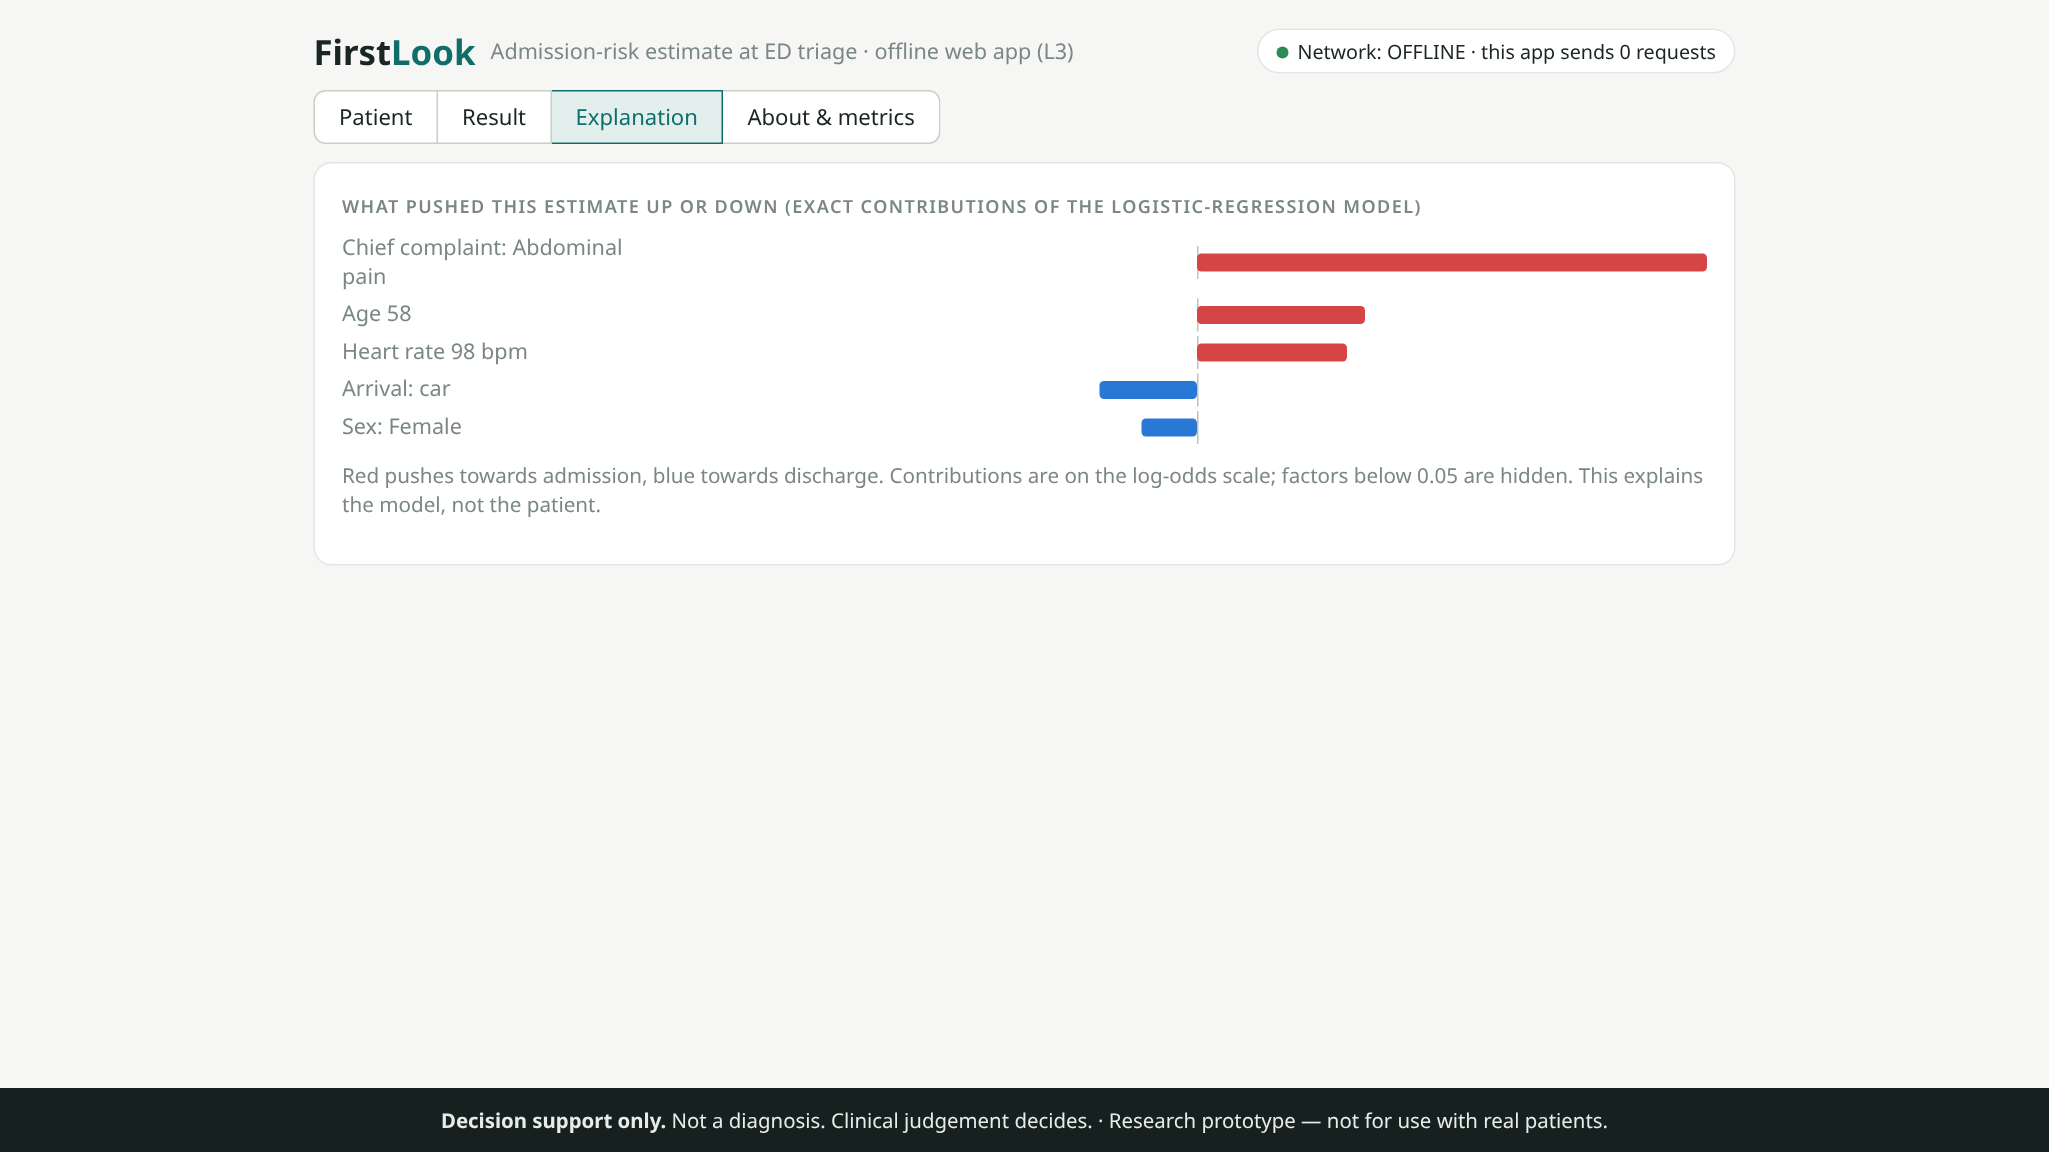 FirstLook Admission-risk estimate at ED triage · offline web app (L3)
Network: OFFLINE · this app sends 0 requests
Patient
Result
Explanation
About & metrics
WHAT PUSHED THIS ESTIMATE UP OR DOWN (EXACT CONTRIBUTIONS OF THE LOGISTIC-REGRESSION MODEL)
Chief complaint: Abdominal
pain
Age 58
Heart rate 98 bpm
Arrival: car
Sex: Female
Red pushes towards admission, blue towards discharge. Contributions are on the log-odds scale; factors below 0.05 are hidden. This explains
the model, not the patient.
Decision support only. Not a diagnosis. Clinical judgement decides. · Research prototype — not for use with real patients.